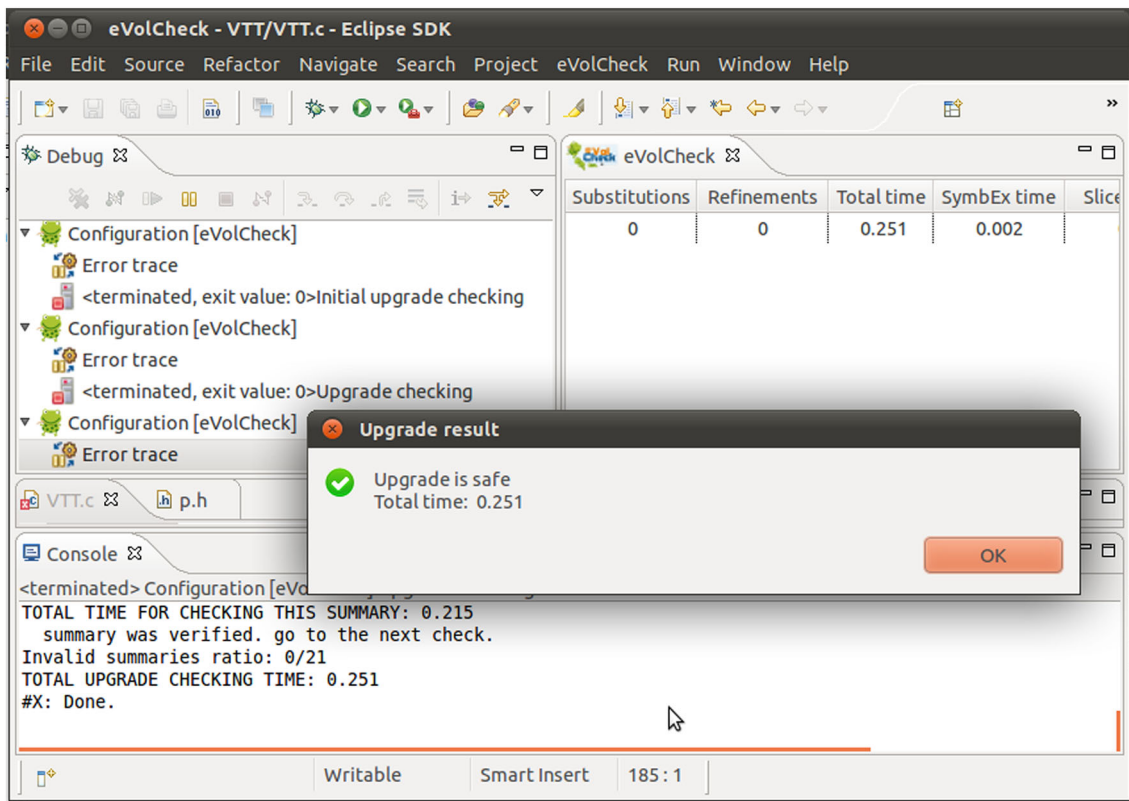 eVolCheck - VTT/VTT.c - Eclipse SDK
File Edit Source Refactor Navigate Search Project eVolCheck Run Window Help
010
»
Debug
eVolCheck
Substitutions Refinements Total time SymbEx time Slice
0 0 0.251 0.002
Configuration [eVolCheck]
Error trace
<terminated, exit value: 0>Initial upgrade checking
Configuration [eVolCheck]
Error trace
<terminated, exit value: 0>Upgrade checking
Configuration [eVolCheck]
Error trace
Upgrade result
Upgrade is safe
Total time: 0.251
OK
VTT.c .h p.h
Console
<terminated> Configuration [eVo
TOTAL TIME FOR CHECKING THIS SUMMARY: 0.215
summary was verified. go to the next check.
Invalid summaries ratio: 0/21
TOTAL UPGRADE CHECKING TIME: 0.251
#X: Done.
Writable Smart Insert 185 : 1